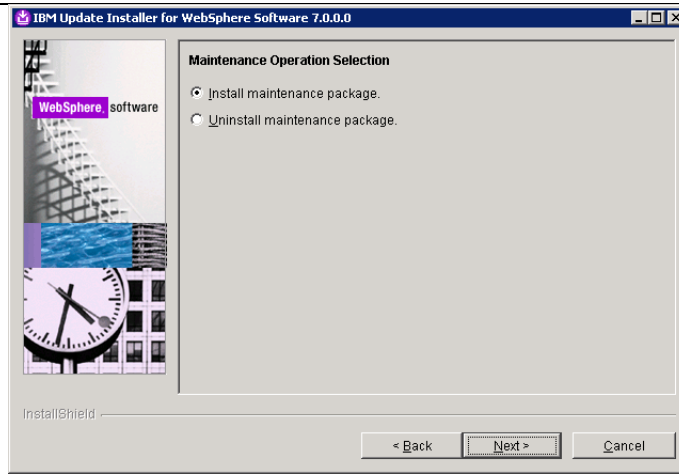 IBM Update Installer for WebSphere Software 7.0.0.0
WebSphere. software
Maintenance Operation Selection
Install maintenance package.
Uninstall maintenance package.
InstallShield
< Back Next > Cancel